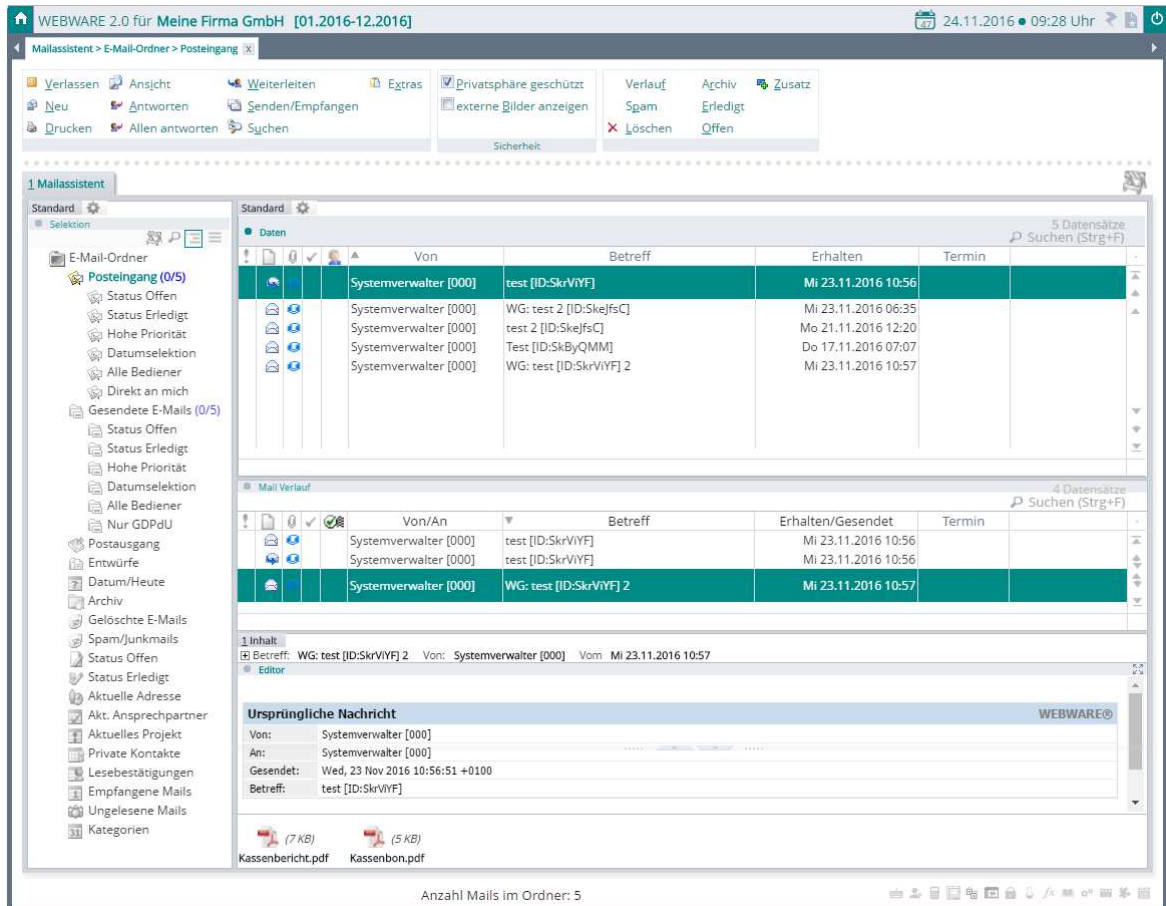 WEBWARE 2.0 für Meine Firma GmbH [01.2016-12.2016] 47 24.11.2016 ● 09:28 Uhr
Mailassistent > E-Mail-Ordner > Posteingang x
Verlassen Ansicht Weiterleiten Extras Privatsphäre geschützt Verlauf Archiv Zusatz
Neu Antworten Senden/Empfangen externe Bilder anzeigen Spam Erledigt
Drucken Allen antworten Suchen Löschen Offen
Sicherheit
1 Mailassistent
Standard
Selektion
E-Mail-Ordner
Posteingang (0/5)
Status Offen
Status Erledigt
Hohe Priorität
Datumselektion
Alle Bediener
Direkt an mich
Gesendete E-Mails (0/5)
Status Offen
Status Erledigt
Hohe Priorität
Datumselektion
Alle Bediener
Nur GDPdU
Postausgang
Entwürfe
Datum/Heute
Archiv
Gelöschte E-Mails
Spam/Junkmails
Status Offen
Status Erledigt
Aktuelle Adresse
Akt. Ansprechpartner
Aktuelles Projekt
Private Kontakte
Lesebestätigungen
Empfangene Mails
Ungelesene Mails
Kategorien
Standard
Daten 5 Datensätze
Suchen (Strg+F)
Von Betreff Erhalten Termin
Systemverwalter [000] test [ID:SkrViYF] Mi 23.11.2016 10:56
Systemverwalter [000] WG: test 2 [ID:SkeJfsC] Mi 23.11.2016 06:35
Systemverwalter [000] test 2 [ID:SkeJfsC] Mo 21.11.2016 12:20
Systemverwalter [000] Test [ID:SkByQMM] Do 17.11.2016 07:07
Systemverwalter [000] WG: test [ID:SkrViYF] 2 Mi 23.11.2016 10:57
Mail Verlauf 4 Datensätze
Suchen (Strg+F)
Von/An Betreff Erhalten/Gesendet Termin
Systemverwalter [000] test [ID:SkrViYF] Mi 23.11.2016 10:56
Systemverwalter [000] test [ID:SkrViYF] Mi 23.11.2016 10:56
Systemverwalter [000] WG: test [ID:SkrViYF] 2 Mi 23.11.2016 10:57
1 Inhalt
Betreff: WG: test [ID:SkrViYF] 2 Von: Systemverwalter [000] Vom Mi 23.11.2016 10:57
Editor
Ursprüngliche Nachricht WEBWARE®
Von: Systemverwalter [000]
An: Systemverwalter [000]
Gesendet: Wed, 23 Nov 2016 10:56:51 +0100
Betreff: test [ID:SkrViYF]
(7 KB) (5 KB)
Kassenbericht.pdf Kassenbon.pdf
Anzahl Mails im Ordner: 5